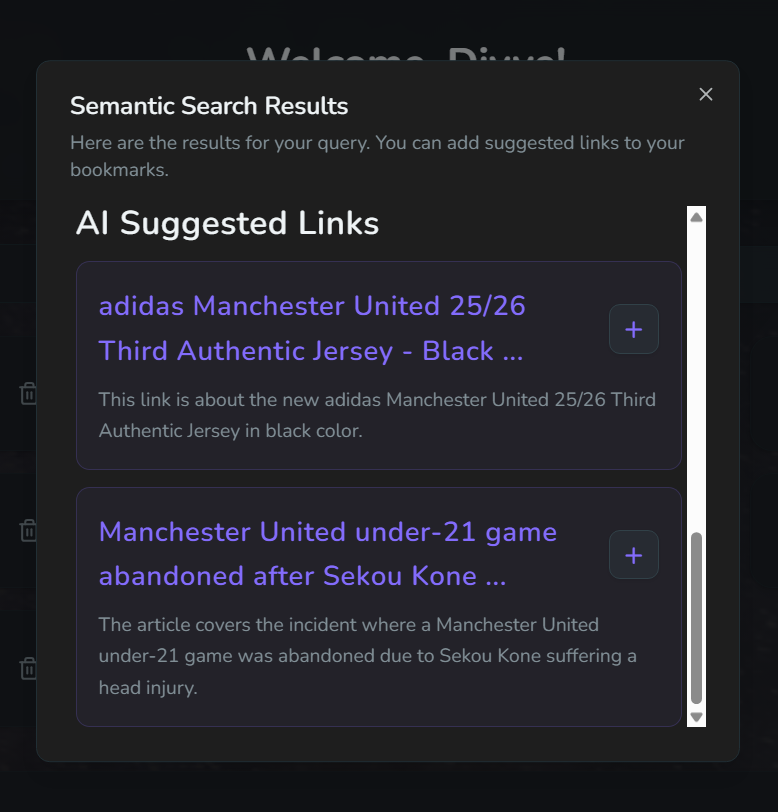 Welcome, Divya!
Semantic Search Results
Here are the results for your query. You can add suggested links to your
bookmarks.
AI Suggested Links
adidas Manchester United 25/26
Third Authentic Jersey - Black ...
This link is about the new adidas Manchester United 25/26 Third
Authentic Jersey in black color.
Manchester United under-21 game
abandoned after Sekou Kone ...
The article covers the incident where a Manchester United
under-21 game was abandoned due to Sekou Kone suffering a
head injury.